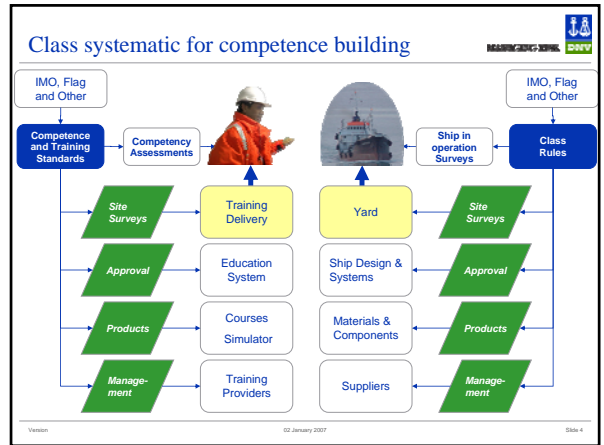 Class systematic for competence building
DNV
IMO, Flag
and Other
IMO, Flag
and Other
Competence
and Training
Standards
Competency
Assessments
Ship in
operation
Surveys
Class
Rules
Site
Surveys
Training
Delivery
Yard
Site
Surveys
Approval
Education
System
Ship Design &
Systems
Approval
Products
Courses
Simulator
Materials &
Components
Products
Manage-
ment
Training
Providers
Suppliers
Manage-
ment
Version
02 January 2007
Slide 4